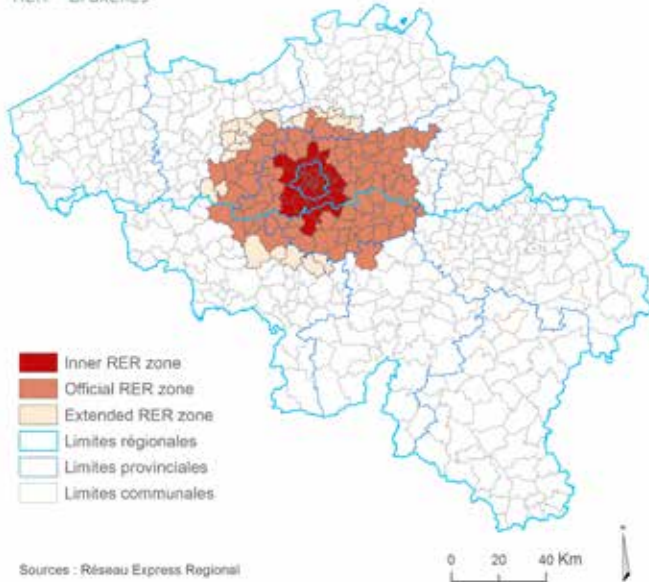 Inner RER zone
Official RER zone
Extended RER zone
Limites régionales
Limites provinciales
Limites communales
Sources : Réseau Express Regional
0 20 40 Km